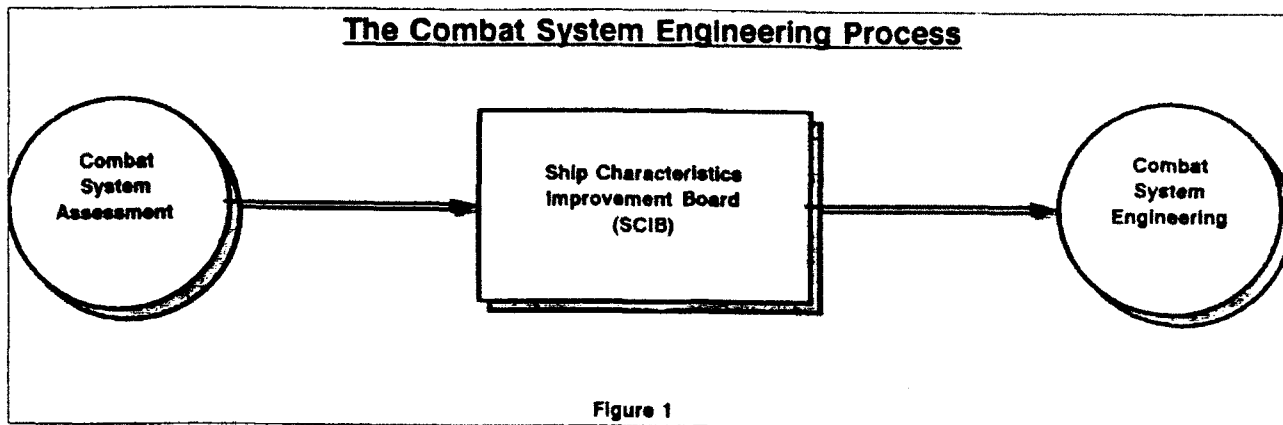 The Combat System Engineering Process
Combat
System
Assessment
Ship Characteristics
Improvement Board
(SCIB)
Combat
System
Engineering
Figure 1